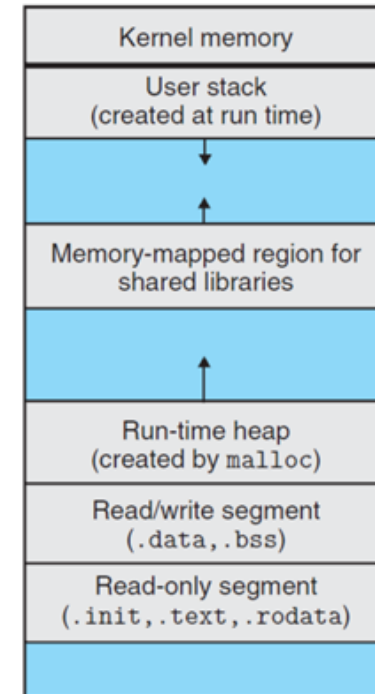 Kernel memory
User stack
(created at run time)
Memory-mapped region for
shared libraries
Run-time heap
(created by malloc)
Read/write segment
(.data,.bss)
Read-only segment
(.init,.text,.rodata)